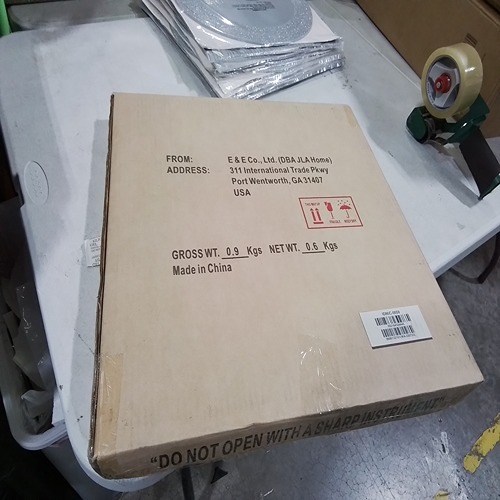 FROM: E & E Co., Ltd. (DBA JLA Home)
ADDRESS: 311 International Trade Pkwy
Port Wentworth, GA 31407
USA
GROSS WT. 0.9 Kgs NET WT. 0.6 Kgs
Made in China
"DO NOT OPEN WITH A SHARP INSTRUMENT"